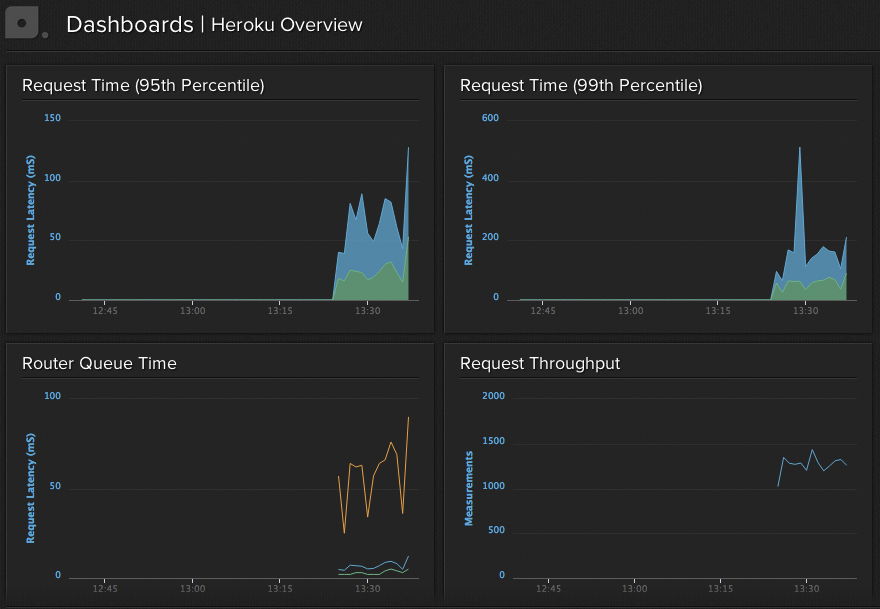 Dashboards | Heroku Overview
Request Time (95th Percentile)
150
100
50
0
Request Latency (mS)
12:45 13:00 13:15 13:30
Request Time (99th Percentile)
600
400
200
0
Request Latency (mS)
12:45 13:00 13:15 13:30
Router Queue Time
100
50
0
Request Latency (mS)
12:45 13:00 13:15 13:30
Request Throughput
2000
1500
1000
500
0
Measurements
12:45 13:00 13:15 13:30